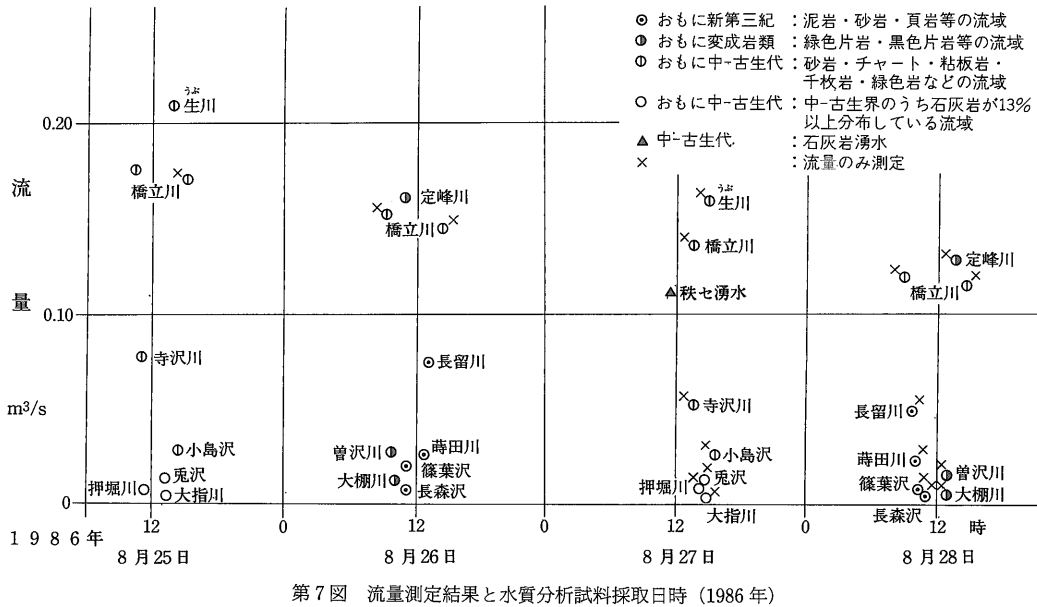 ⊙ おもに新第三紀 ：泥岩・砂岩・頁岩等の流域
◐ おもに変成岩類 ：緑色片岩・黒色片岩等の流域
⦶ おもに中-古生代：砂岩・チャート・粘板岩・
千枚岩・緑色岩などの流域
○ おもに中-古生代：中-古生界のうち石灰岩が13%
以上分布している流域
▲ 中-古生代 ：石灰岩湧水
× ：流量のみ測定
流
量
m³/s
0.20
0.10
0
うぶ
生川
橋立川
寺沢川
小島沢
兎沢
押堀川
大指川
定峰川
橋立川
長留川
曽沢川
蒔田川
篠葉沢
大棚川
長森沢
うぶ
生川
橋立川
秩セ湧水
寺沢川
小島沢
兎沢
押堀川
大指川
定峰川
橋立川
長留川
蒔田川
曽沢川
篠葉沢
大棚川
長森沢
12 0 12 0 12 0 12 時
1986年
8月25日 8月26日 8月27日 8月28日
第7図 流量測定結果と水質分析試料採取日時（1986年）